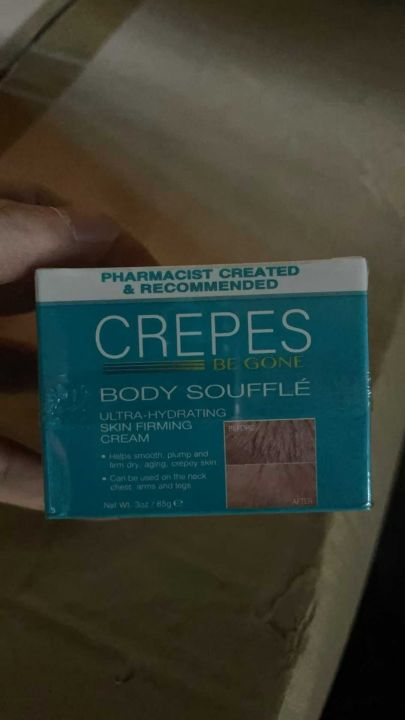 PHARMACIST CREATED
& RECOMMENDED
CREPES
BE GONE
BODY SOUFFLÉ
ULTRA-HYDRATING
SKIN FIRMING
CREAM
BEFORE
• Helps smooth, plump and
firm dry, aging, crepey skin.
• Can be used on the neck
chest, arms and legs
AFTER
Net Wt. 3oz / 85g ℮